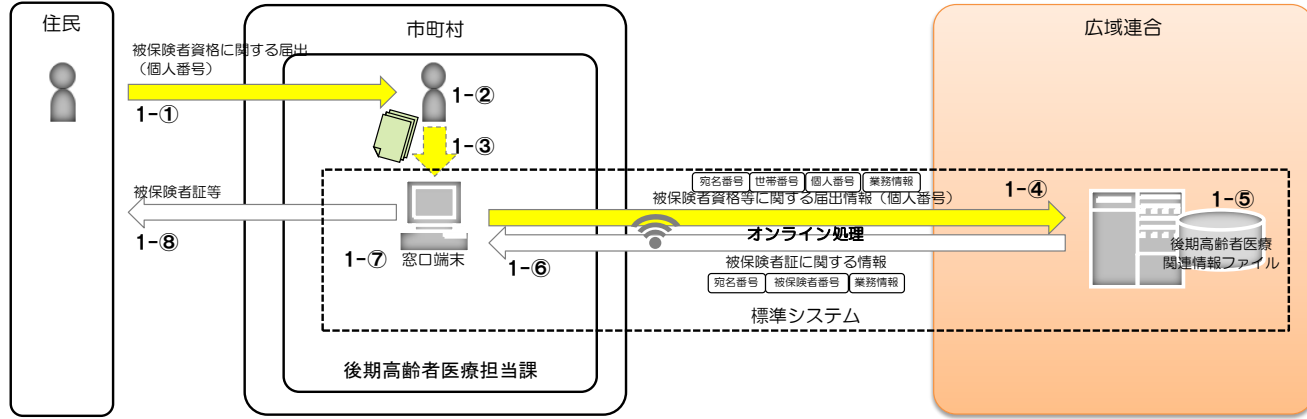 住民
市町村
広域連合
被保険者資格に関する届出
（個人番号）
1-①
1-②
1-③
宛名番号 世帯番号 個人番号 業務情報
被保険者資格等に関する届出情報（個人番号）
1-④
1-⑤
後期高齢者医療
関連情報ファイル
オンライン処理
被保険者証等
1-⑧
1-⑦
窓口端末
1-⑥
被保険者証に関する情報
宛名番号 被保険者番号 業務情報
標準システム
後期高齢者医療担当課